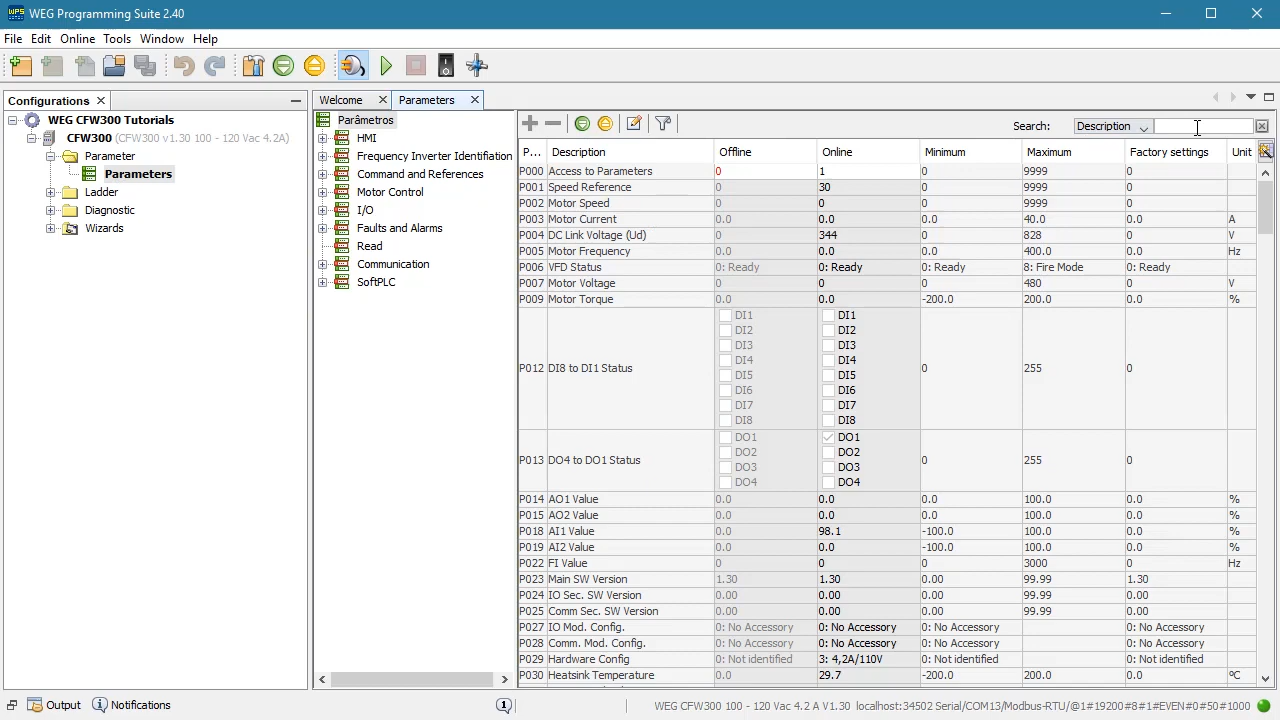 WEG Programming Suite 2.40
File Edit Online Tools Window Help
Configurations
WEG CFW300 Tutorials
CFW300 (CFW300 v1.30 100 - 120 Vac 4.2A)
Parameter
Parameters
Ladder
Diagnostic
Wizards
Welcome Parameters
Parâmetros
HMI
Frequency Inverter Identification
Command and References
Motor Control
I/O
Faults and Alarms
Read
Communication
SoftPLC
Search: Description
P... Description Offline Online Minimum Maximum Factory settings Unit
P000 Access to Parameters 0 1 0 9999 0
P001 Speed Reference 0 30 0 9999 0
P002 Motor Speed 0 0 0 9999 0
P003 Motor Current 0.0 0.0 0.0 40.0 0.0 A
P004 DC Link Voltage (Ud) 0 344 0 828 0 V
P005 Motor Frequency 0.0 0.0 0.0 400.0 0.0 Hz
P006 VFD Status 0: Ready 0: Ready 0: Ready 8: Fire Mode 0: Ready
P007 Motor Voltage 0 0 0 480 0 V
P009 Motor Torque 0.0 0.0 -200.0 200.0 0.0 %
DI1 DI1
DI2 DI2
DI3 DI3
DI4 DI4
P012 DI8 to DI1 Status 0 255 0
DI5 DI5
DI6 DI6
DI7 DI7
DI8 DI8
DO1 DO1
DO2 DO2
P013 DO4 to DO1 Status 0 255 0
DO3 DO3
DO4 DO4
P014 AO1 Value 0.0 0.0 0.0 100.0 0.0 %
P015 AO2 Value 0.0 0.0 0.0 100.0 0.0 %
P018 AI1 Value 0.0 98.1 -100.0 100.0 0.0 %
P019 AI2 Value 0.0 0.0 -100.0 100.0 0.0 %
P022 FI Value 0 0 0 3000 0 Hz
P023 Main SW Version 1.30 1.30 0.00 99.99 1.30
P024 IO Sec. SW Version 0.00 0.00 0.00 99.99 0.00
P025 Comm Sec. SW Version 0.00 0.00 0.00 99.99 0.00
P027 IO Mod. Config. 0: No Accessory 0: No Accessory 0: No Accessory 0: No Accessory
P028 Comm. Mod. Config. 0: No Accessory 0: No Accessory 0: No Accessory 0: No Accessory
P029 Hardware Config 0: Not identified 3: 4,2A/110V 0: Not identified 0: Not identified
P030 Heatsink Temperature 0.0 29.7 -200.0 200.0 0.0 ºC
Output Notifications 1 WEG CFW300 100 - 120 Vac 4.2 A V1.30 localhost:34502 Serial/COM13/Modbus-RTU/@1#19200#8#1#EVEN#0#50#1000